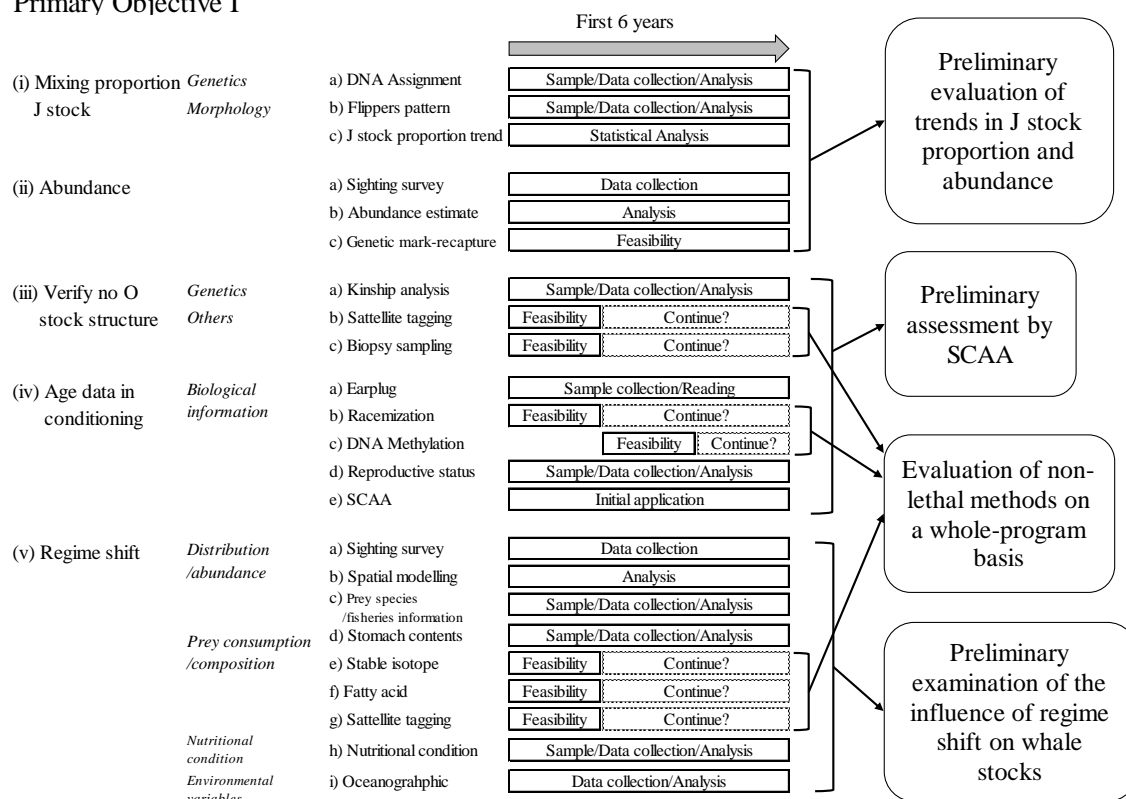 Primary Objective I
First 6 years
(i) Mixing proportion Genetics a) DNA Assignment Sample/Data collection/Analysis
J stock Morphology b) Flippers pattern Sample/Data collection/Analysis
c) J stock proportion trend Statistical Analysis
Preliminary
evaluation of
trends in J stock
proportion and
abundance
(ii) Abundance a) Sighting survey Data collection
b) Abundance estimate Analysis
c) Genetic mark-recapture Feasibility
(iii) Verify no O Genetics a) Kinship analysis Sample/Data collection/Analysis
stock structure Others b) Sattellite tagging Feasibility Continue?
c) Biopsy sampling Feasibility Continue?
Preliminary
assessment by
SCAA
(iv) Age data in Biological a) Earplug Sample collection/Reading
conditioning information b) Racemization Feasibility Continue?
c) DNA Methylation Feasibility Continue?
d) Reproductive status Sample/Data collection/Analysis
e) SCAA Initial application
Evaluation of non-
lethal methods on
a whole-program
basis
(v) Regime shift Distribution a) Sighting survey Data collection
/abundance b) Spatial modelling Analysis
c) Prey species
/fisheries information Sample/Data collection/Analysis
Prey consumption d) Stomach contents Sample/Data collection/Analysis
/composition e) Stable isotope Feasibility Continue?
f) Fatty acid Feasibility Continue?
g) Sattellite tagging Feasibility Continue?
Nutritional
condition h) Nutritional condition Sample/Data collection/Analysis
Environmental i) Oceanograhphic Data collection/Analysis
variables
Preliminary
examination of the
influence of regime
shift on whale
stocks